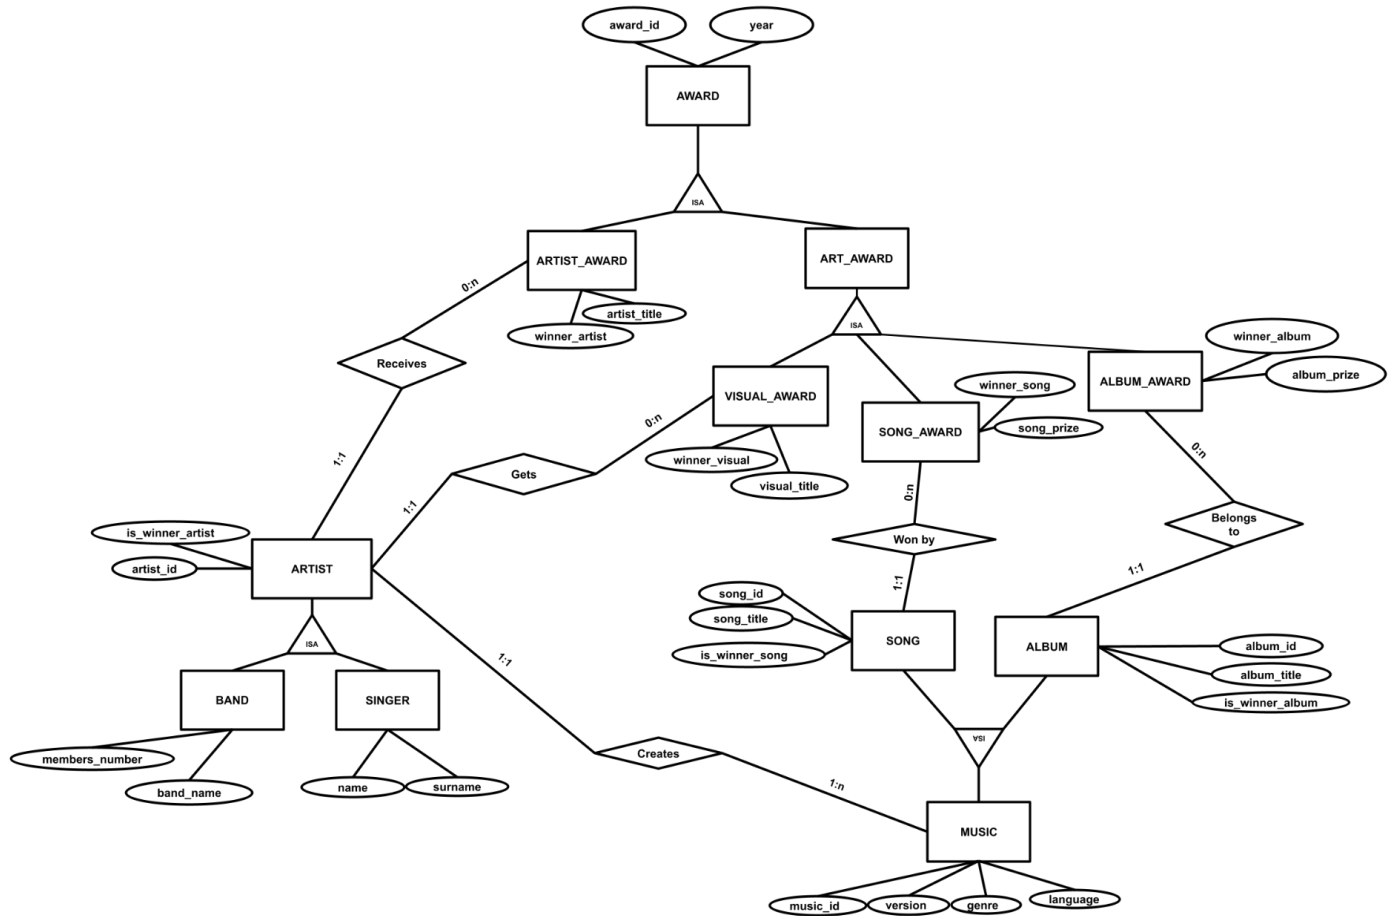 award_id
year
AWARD
ISA
ARTIST_AWARD
ART_AWARD
0:n
artist_title
winner_artist
ISA
winner_album
album_prize
Receives
VISUAL_AWARD
ALBUM_AWARD
winner_song
song_prize
SONG_AWARD
0:n
winner_visual
visual_title
0:n
0:n
1:1
Gets
1:1
Belongs
to
Won by
is_winner_artist
artist_id
ARTIST
1:1
1:1
song_id
song_title
is_winner_song
SONG
ALBUM
album_id
album_title
is_winner_album
ISA
1:1
BAND
SINGER
ISA
members_number
band_name
name
surname
Creates
1:n
MUSIC
music_id
version
genre
language